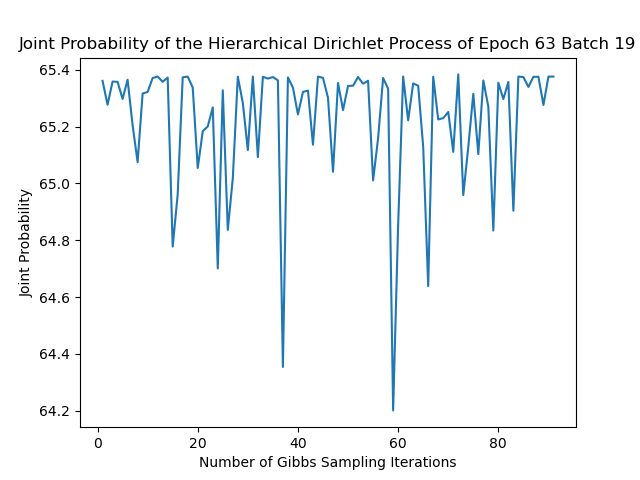 Joint Probability of the Hierarchical Dirichlet Process of Epoch 63 Batch 19
65.4
65.2
65.0
64.8
64.6
64.4
64.2
Joint Probability
0 20 40 60 80
Number of Gibbs Sampling Iterations